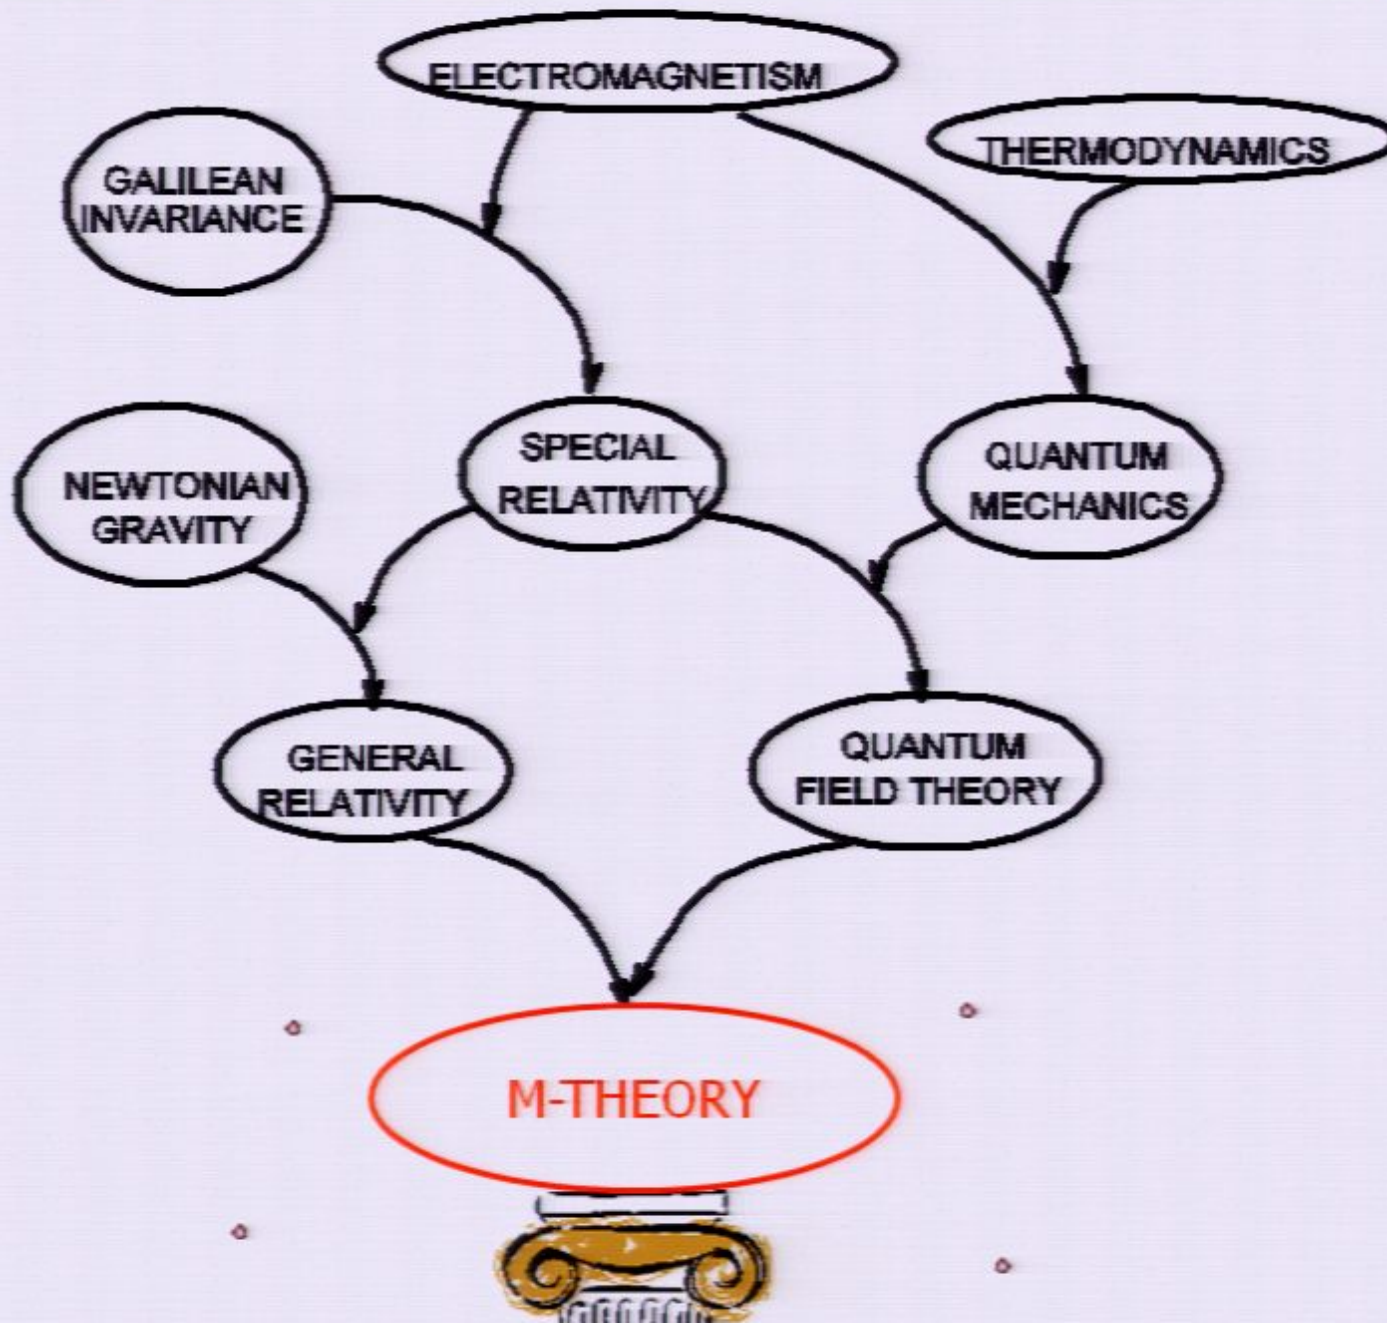 ELECTROMAGNETISM
THERMODYNAMICS
GALILEAN
INVARIANCE
NEWTONIAN
GRAVITY
SPECIAL
RELATIVITY
QUANTUM
MECHANICS
GENERAL
RELATIVITY
QUANTUM
FIELD THEORY
M-THEORY